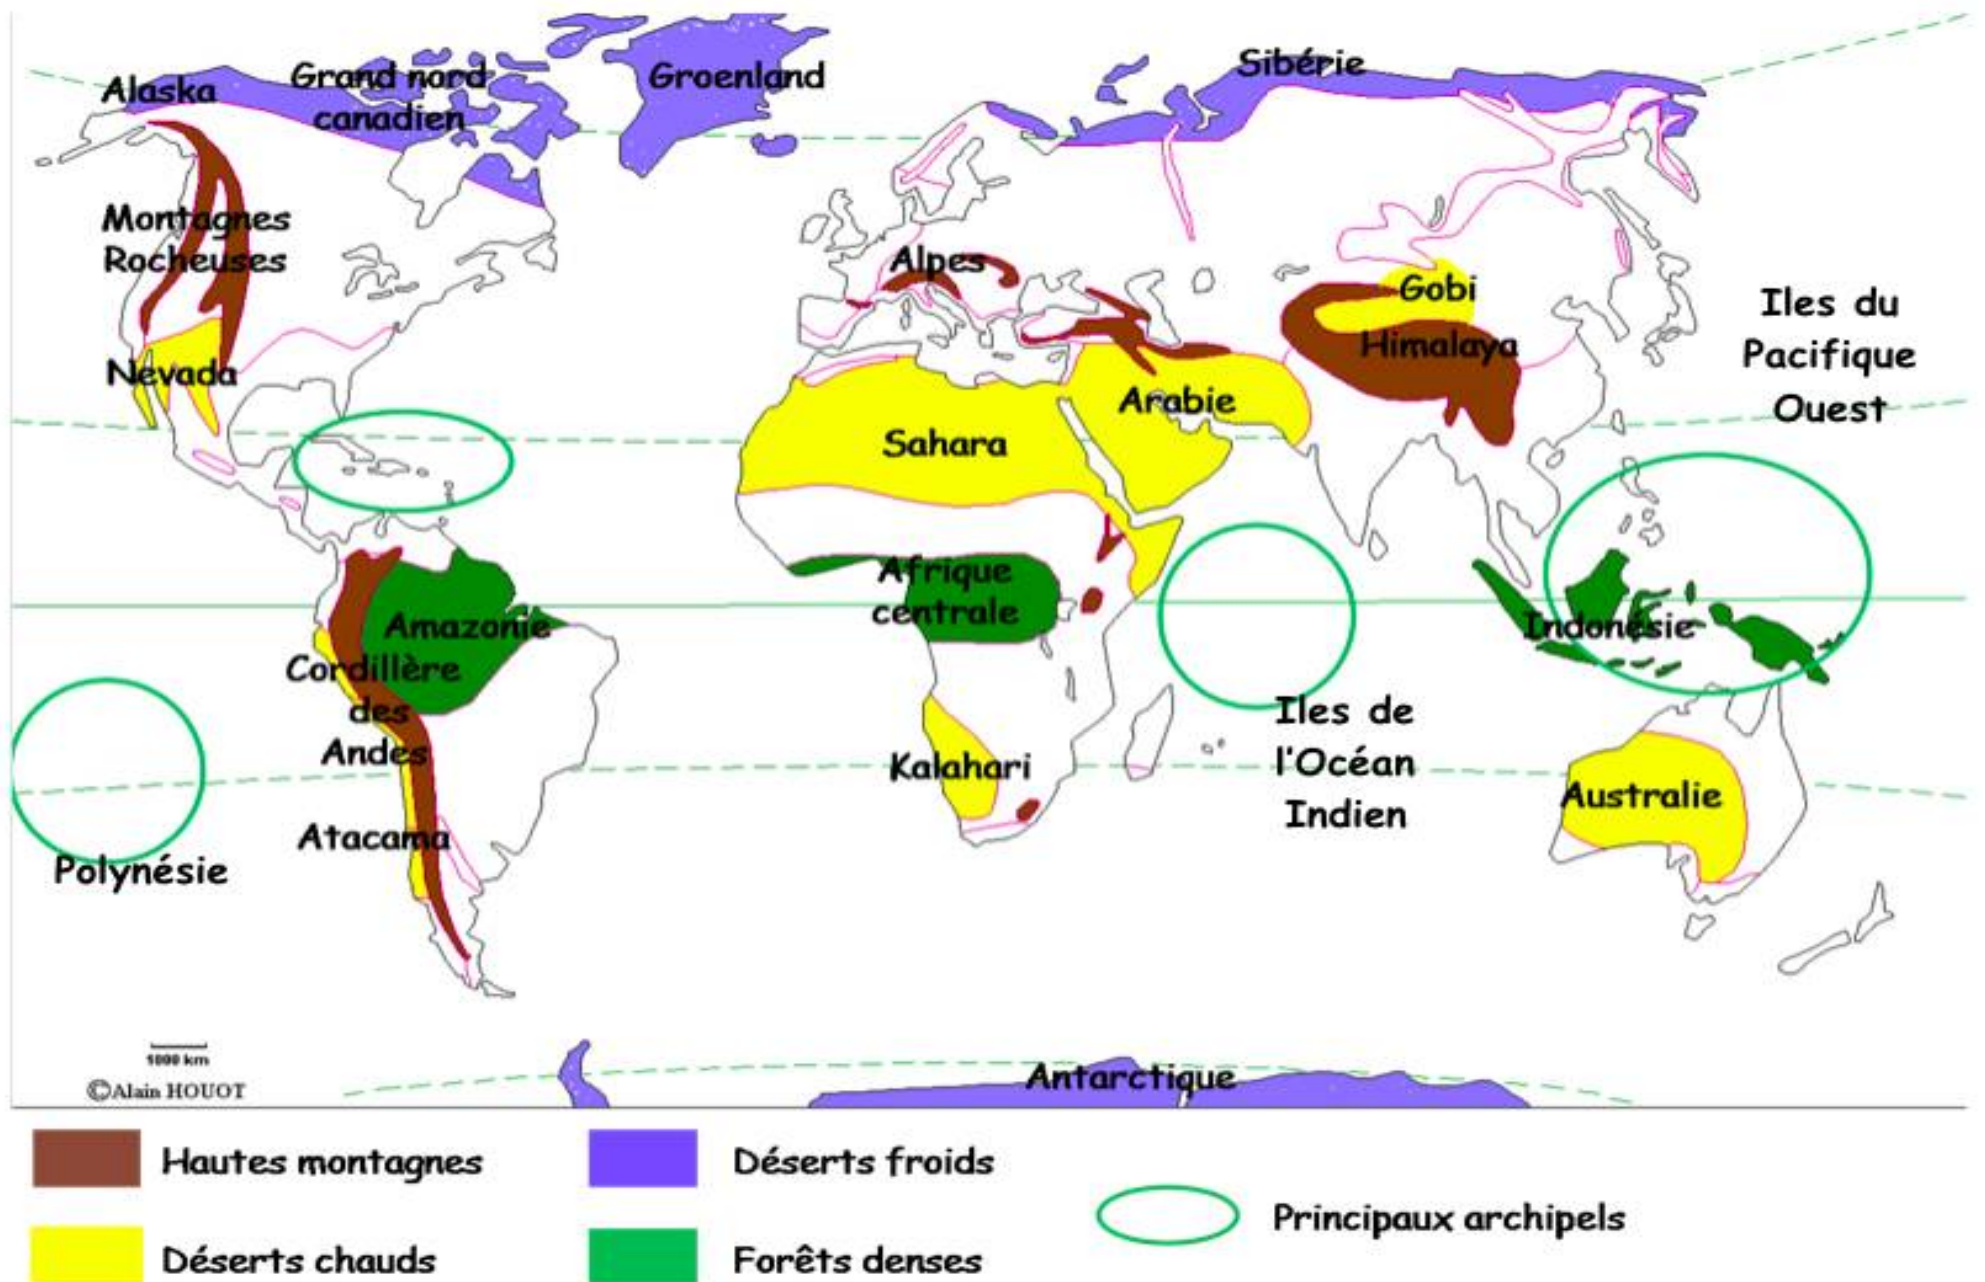 Alaska
Grand nord
canadien
Groenland
Sibérie
Montagnes
Rocheuses
Alpes
Gobi
Himalaya
Iles du
Pacifique
Ouest
Nevada
Sahara
Arabie
Afrique
centrale
Amazonie
Indonésie
Cordillère
des
Andes
Iles de
l'Océan
Indien
Kalahari
Australie
Atacama
Polynésie
1000 km
©Alain HOUOT
Antarctique
Hautes montagnes
Déserts froids
Principaux archipels
Déserts chauds
Forêts denses